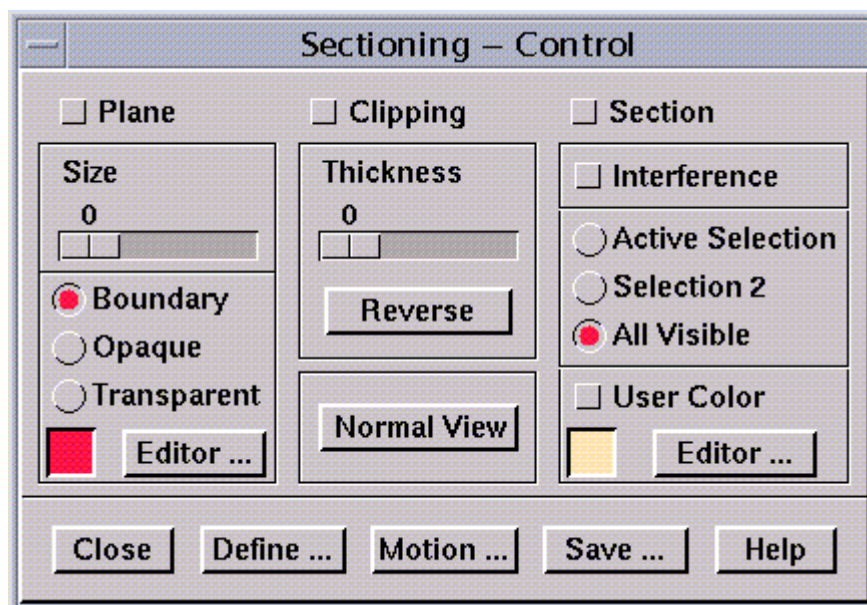 Sectioning – Control
Plane
Clipping
Section
Size
0
Boundary
Opaque
Transparent
Editor ...
Thickness
0
Reverse
Normal View
Interference
Active Selection
Selection 2
All Visible
User Color
Editor ...
Close
Define ...
Motion ...
Save ...
Help